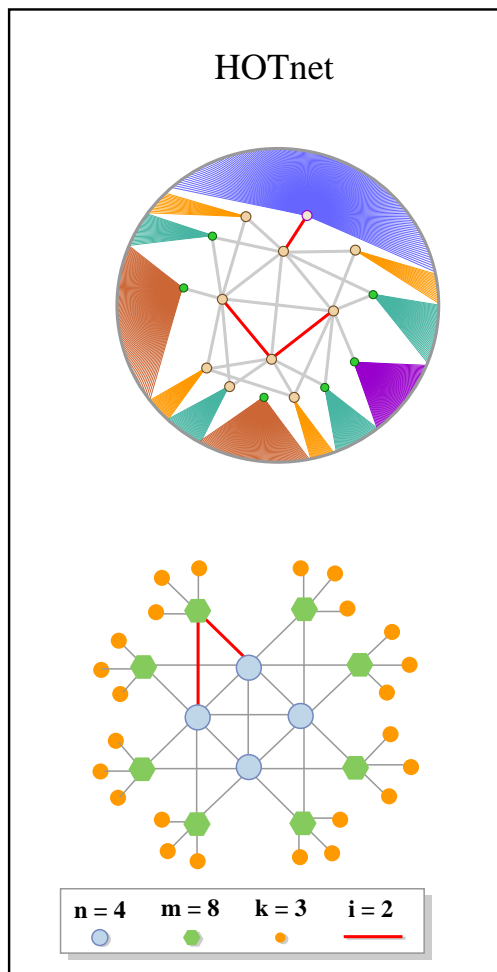 HOTnet
n = 4 m = 8 k = 3 i = 2